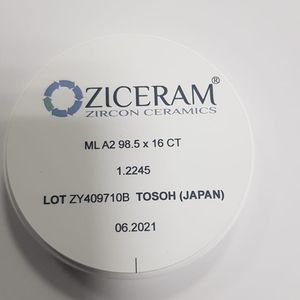 ZICERAM®
ZIRCON CERAMICS
ML A2 98.5 x 16 CT
1.2245
LOT ZY409710B TOSOH (JAPAN)
06.2021